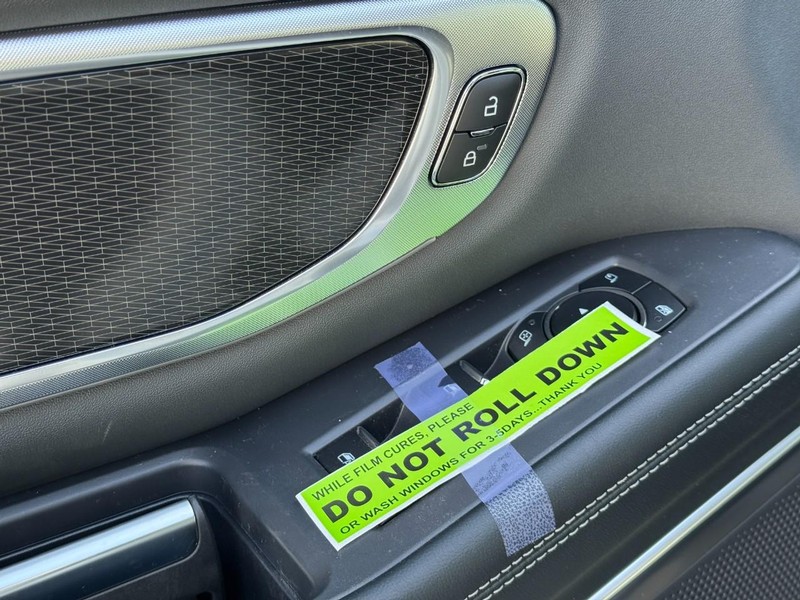 WHILE FILM CURES, PLEASE
DO NOT ROLL DOWN
OR WASH WINDOWS FOR 3-5DAYS...THANK YOU